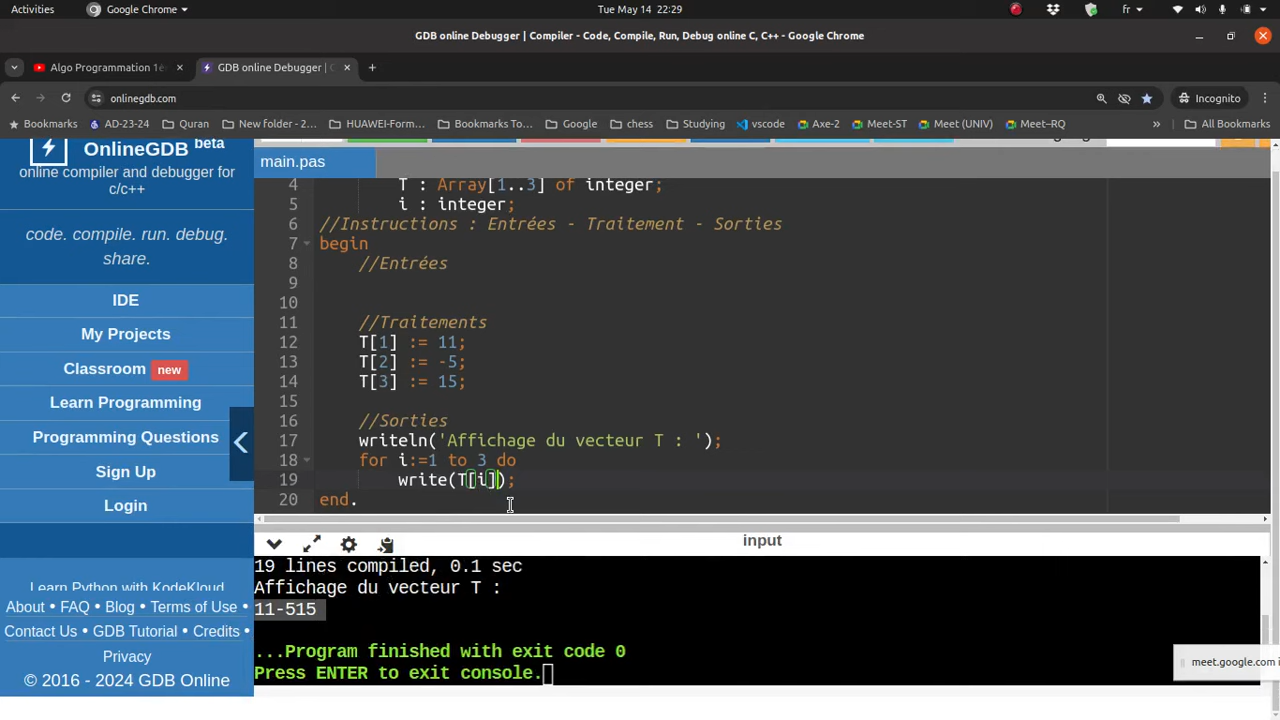 Activities
Google Chrome
Tue May 14 22:29
fr
GDB online Debugger | Compiler - Code, Compile, Run, Debug online C, C++ - Google Chrome
Algo Programmation 1è
GDB online Debugger | C
onlinegdb.com
Incognito
Bookmarks
AD-23-24
Quran
New folder - 2...
HUAWEI-Form...
Bookmarks To...
Google
chess
Studying
vscode
Axe-2
Meet-ST
Meet (UNIV)
Meet–RQ
All Bookmarks
OnlineGDB beta
online compiler and debugger for
c/c++
code. compile. run. debug.
share.
IDE
My Projects
Classroom new
Learn Programming
Programming Questions
Sign Up
Login
Learn Python with KodeKloud
About • FAQ • Blog • Terms of Use •
Contact Us • GDB Tutorial • Credits •
Privacy
© 2016 - 2024 GDB Online
main.pas
4 T : Array[1..3] of integer;
5 i : integer;
6 //Instructions : Entrées - Traitement - Sorties
7 begin
8 //Entrées
9
10
11 //Traitements
12 T[1] := 11;
13 T[2] := -5;
14 T[3] := 15;
15
16 //Sorties
17 writeln('Affichage du vecteur T : ');
18 for i:=1 to 3 do
19 write(T[i]);
20 end.
input
19 lines compiled, 0.1 sec
Affichage du vecteur T :
11-515
...Program finished with exit code 0
Press ENTER to exit console.
meet.google.com i